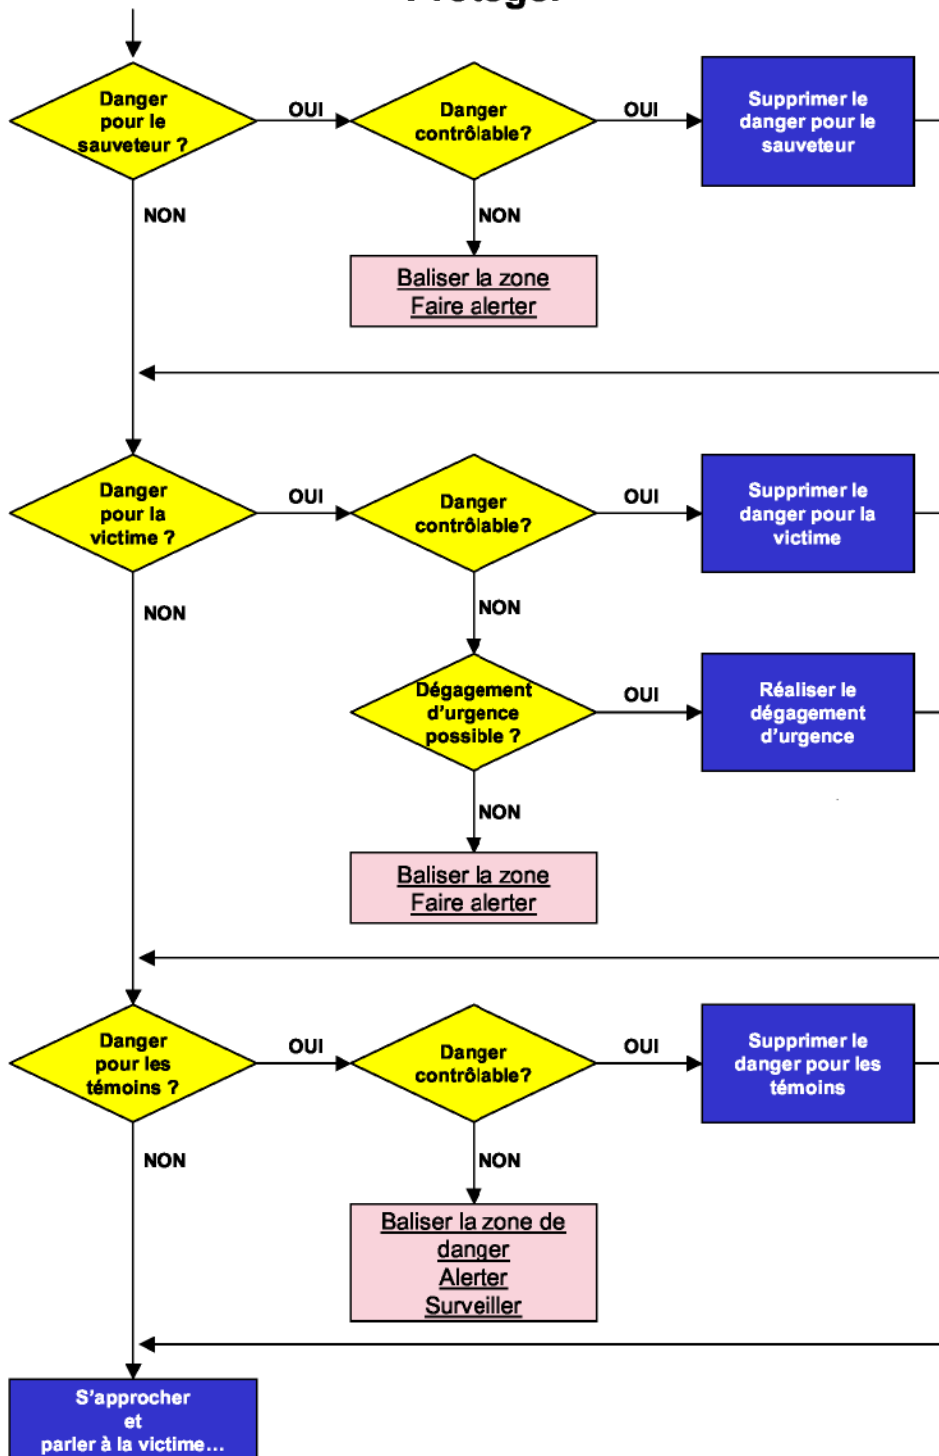 Protéger
Danger
pour le
sauveteur ?
OUI
Danger
contrôlable?
OUI
Supprimer le
danger pour le
sauveteur
NON
NON
Baliser la zone
Faire alerter
Danger
pour la
victime ?
OUI
Danger
contrôlable?
OUI
Supprimer le
danger pour la
victime
NON
NON
Dégagement
d'urgence
possible ?
OUI
Réaliser le
dégagement
d'urgence
NON
Baliser la zone
Faire alerter
Danger
pour les
témoins ?
OUI
Danger
contrôlable?
OUI
Supprimer le
danger pour les
témoins
NON
NON
Baliser la zone de
danger
Alerter
Surveiller
S'approcher
et
parler à la victime...